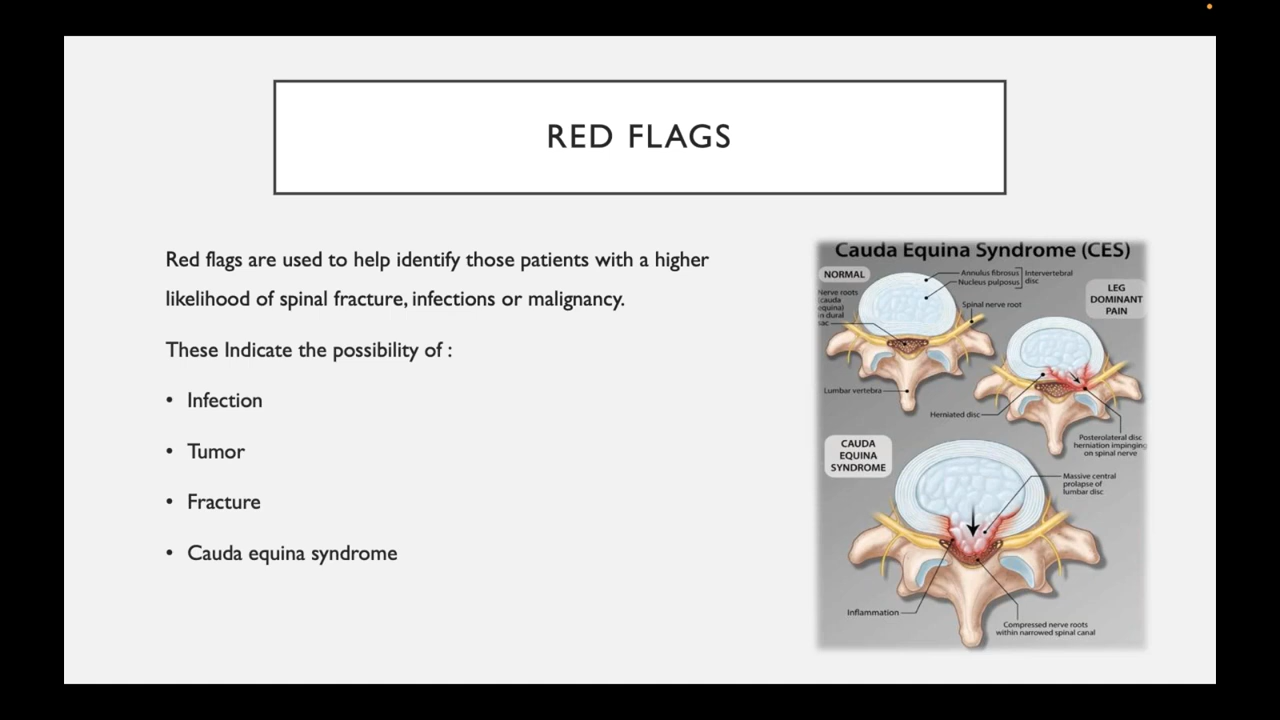 RED FLAGS
Red flags are used to help identify those patients with a higher
likelihood of spinal fracture, infections or malignancy.
These Indicate the possibility of :
• Infection
• Tumor
• Fracture
• Cauda equina syndrome
Cauda Equina Syndrome (CES)
NORMAL
Annulus fibrosus
Nucleus pulposus
Intervertebral
disc
Nerve roots
(cauda
equina)
in dural
sac
Spinal nerve root
LEG
DOMINANT
PAIN
Lumbar vertebra
Herniated disc
Posterolateral disc
herniation impinging
on spinal nerve
CAUDA
EQUINA
SYNDROME
Massive central
prolapse of
lumbar disc
Inflammation
Compressed nerve roots
within narrowed spinal canal